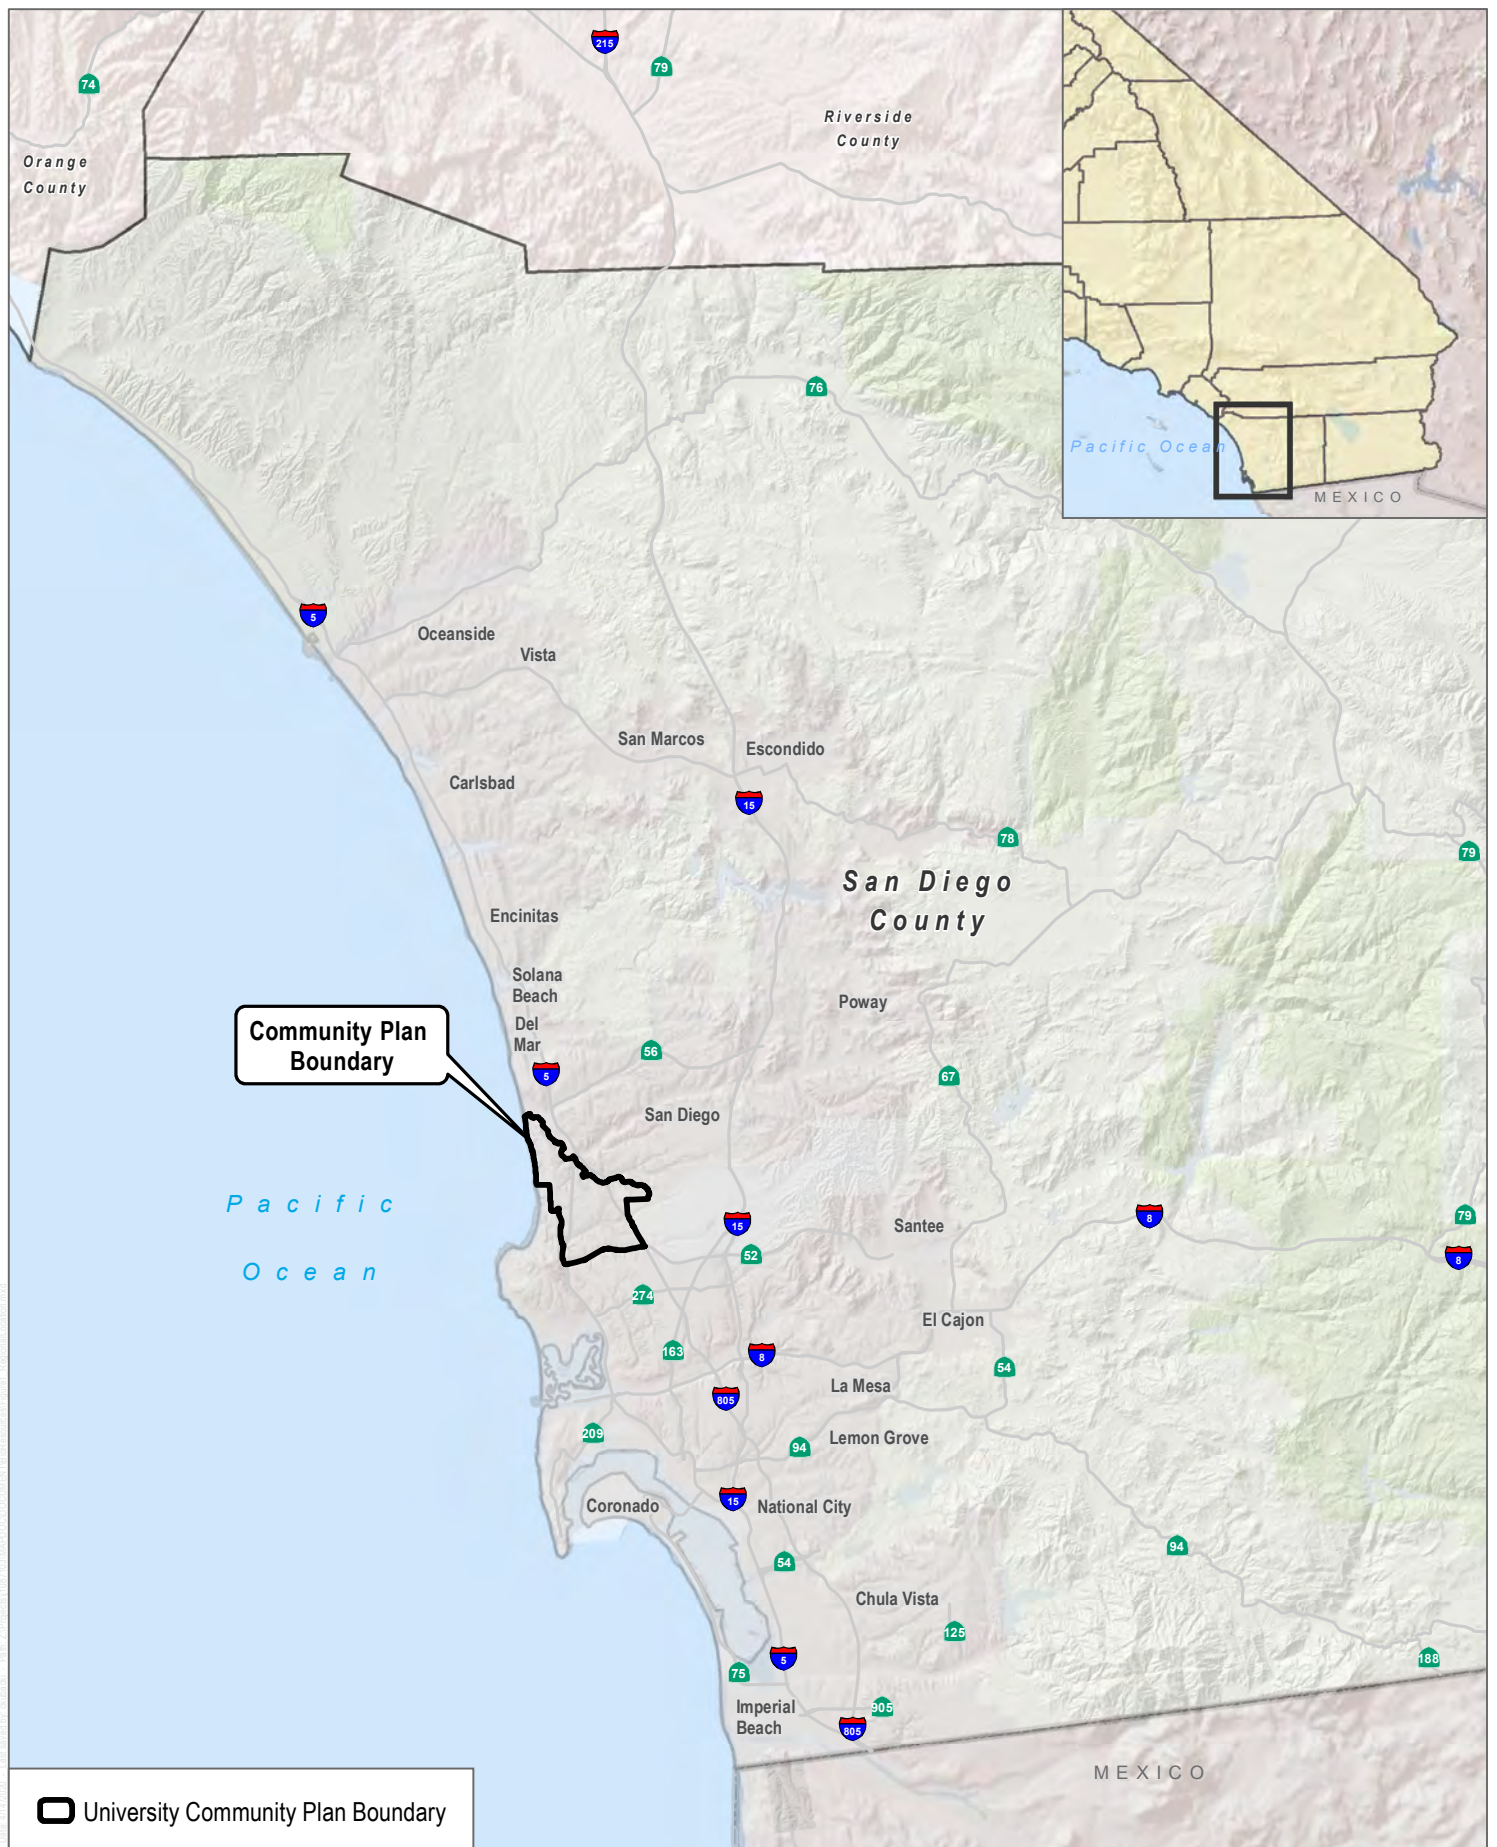 215
79
74
Riverside
County
Orange
County
76
Pacific Ocean
MEXICO
5
Oceanside
Vista
San Marcos
Escondido
Carlsbad
15
78
79
San Diego
County
Encinitas
Solana
Beach
Poway
Del
Mar
Community Plan
Boundary
56
5
67
San Diego
Pacific
Ocean
15
Santee
8
79
52
8
274
El Cajon
163
8
54
La Mesa
805
209
94
Lemon Grove
15
Coronado
National City
94
54
Chula Vista
125
5
188
75
Imperial
Beach
905
805
MEXICO
University Community Plan Boundary